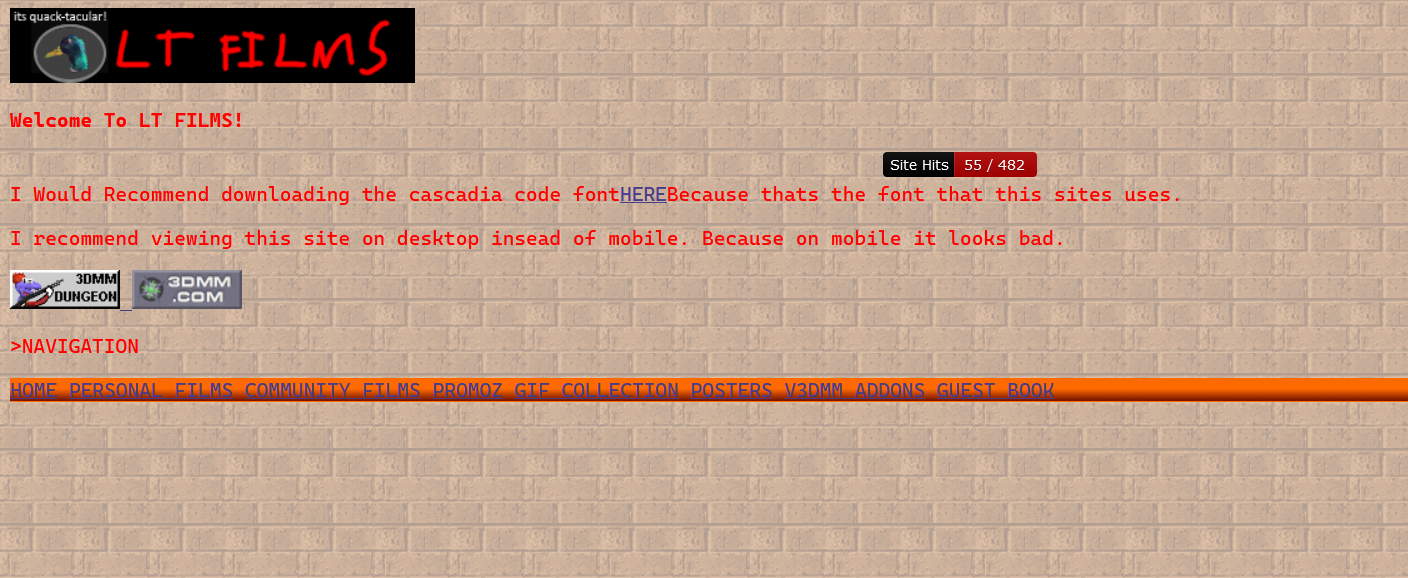 its quack-tacular!
LT FILMS
Welcome To LT FILMS!
Site Hits 55 / 482
I Would Recommend downloading the cascadia code fontHEREBecause thats the font that this sites uses.
I recommend viewing this site on desktop insead of mobile. Because on mobile it looks bad.
3DMM DUNGEON
3DMM .COM
>NAVIGATION
HOME PERSONAL FILMS COMMUNITY FILMS PROMOZ GIF COLLECTION POSTERS V3DMM ADDONS GUEST BOOK